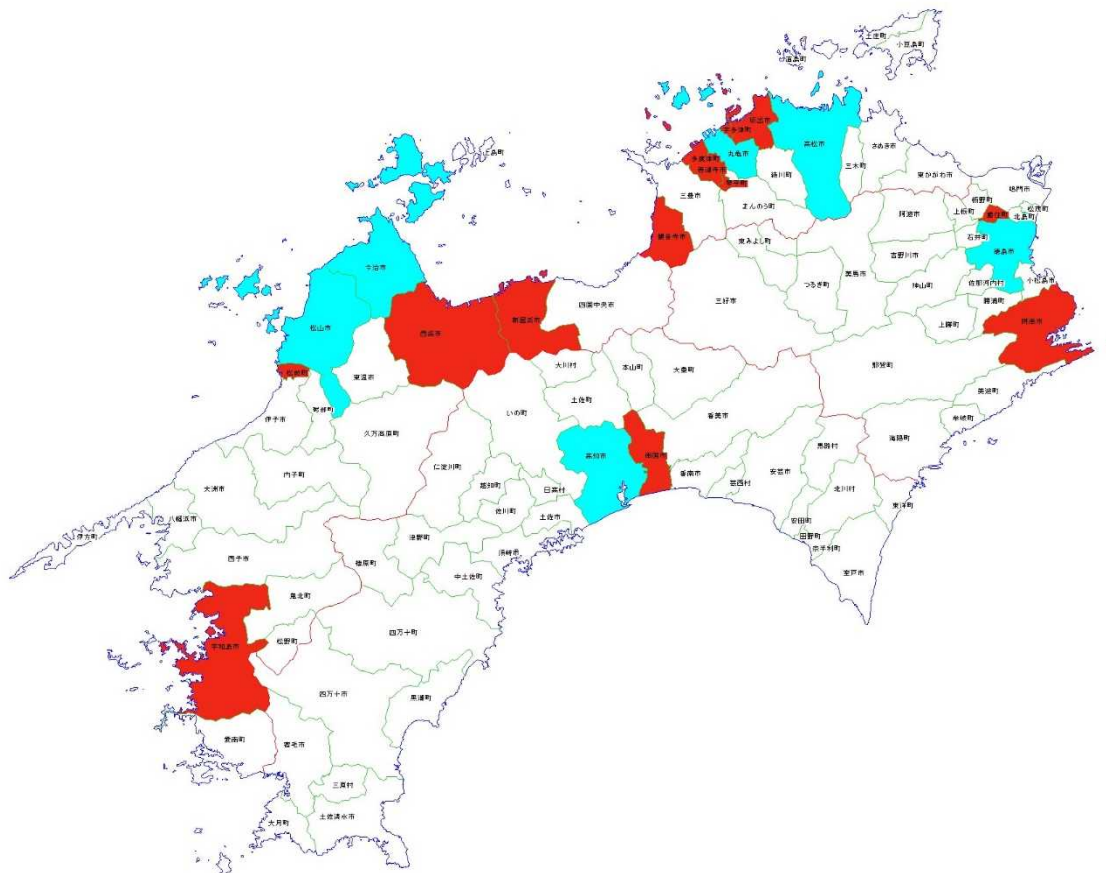 土庄町
小豆島町
直島町
上島町
坂出市
宇多津町
丸亀市
高松市
多度津町
善通寺市
琴平町
綾川町
三木町
さぬき市
東かがわ市
三豊市
まんのう町
観音寺市
鳴門市
松茂町
板野町
上板町
藍住町
北島町
阿波市
石井町
徳島市
東みよし町
吉野川市
美馬市
つるぎ町
神山町
佐那河内村
小松島市
勝浦町
上勝町
三好市
阿南市
那賀町
美波町
牟岐町
海陽町
今治市
松山市
西条市
新居浜市
四国中央市
松前町
東温市
砥部町
伊予市
久万高原町
内子町
大洲市
八幡浜市
伊方町
西予市
鬼北町
松野町
宇和島市
愛南町
大川村
本山町
大豊町
土佐町
いの町
香美市
高知市
南国市
香南市
芸西村
安芸市
馬路村
北川村
東洋町
安田町
田野町
奈半利町
室戸市
仁淀川町
越知町
日高村
佐川町
土佐市
津野町
須崎市
檮原町
中土佐町
四万十町
四万十市
黒潮町
宿毛市
三原村
大月町
土佐清水市